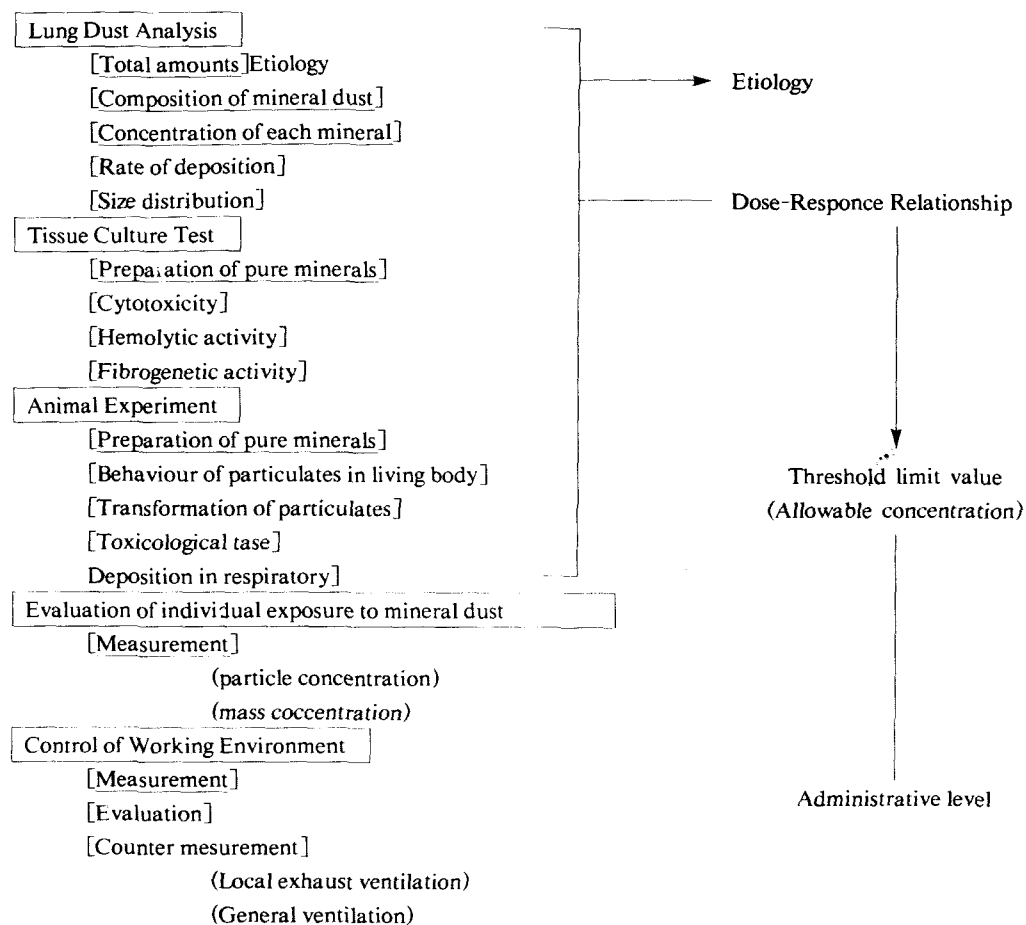 Lung Dust Analysis
[Total amounts]Etiology
[Composition of mineral dust]
[Concentration of each mineral]
[Rate of deposition]
[Size distribution]
Tissue Culture Test
[Preparation of pure minerals]
[Cytotoxicity]
[Hemolytic activity]
[Fibrogenetic activity]
Animal Experiment
[Preparation of pure minerals]
[Behaviour of particulates in living body]
[Transformation of particulates]
[Toxicological tase]
Deposition in respiratory]
Evaluation of individual exposure to mineral dust
[Measurement]
(particle concentration)
(mass coccentration)
Control of Working Environment
[Measurement]
[Evaluation]
[Counter mesurement]
(Local exhaust ventilation)
(General ventilation)
Etiology
Dose-Responce Relationship
Threshold limit value
(Allowable concentration)
Administrative level